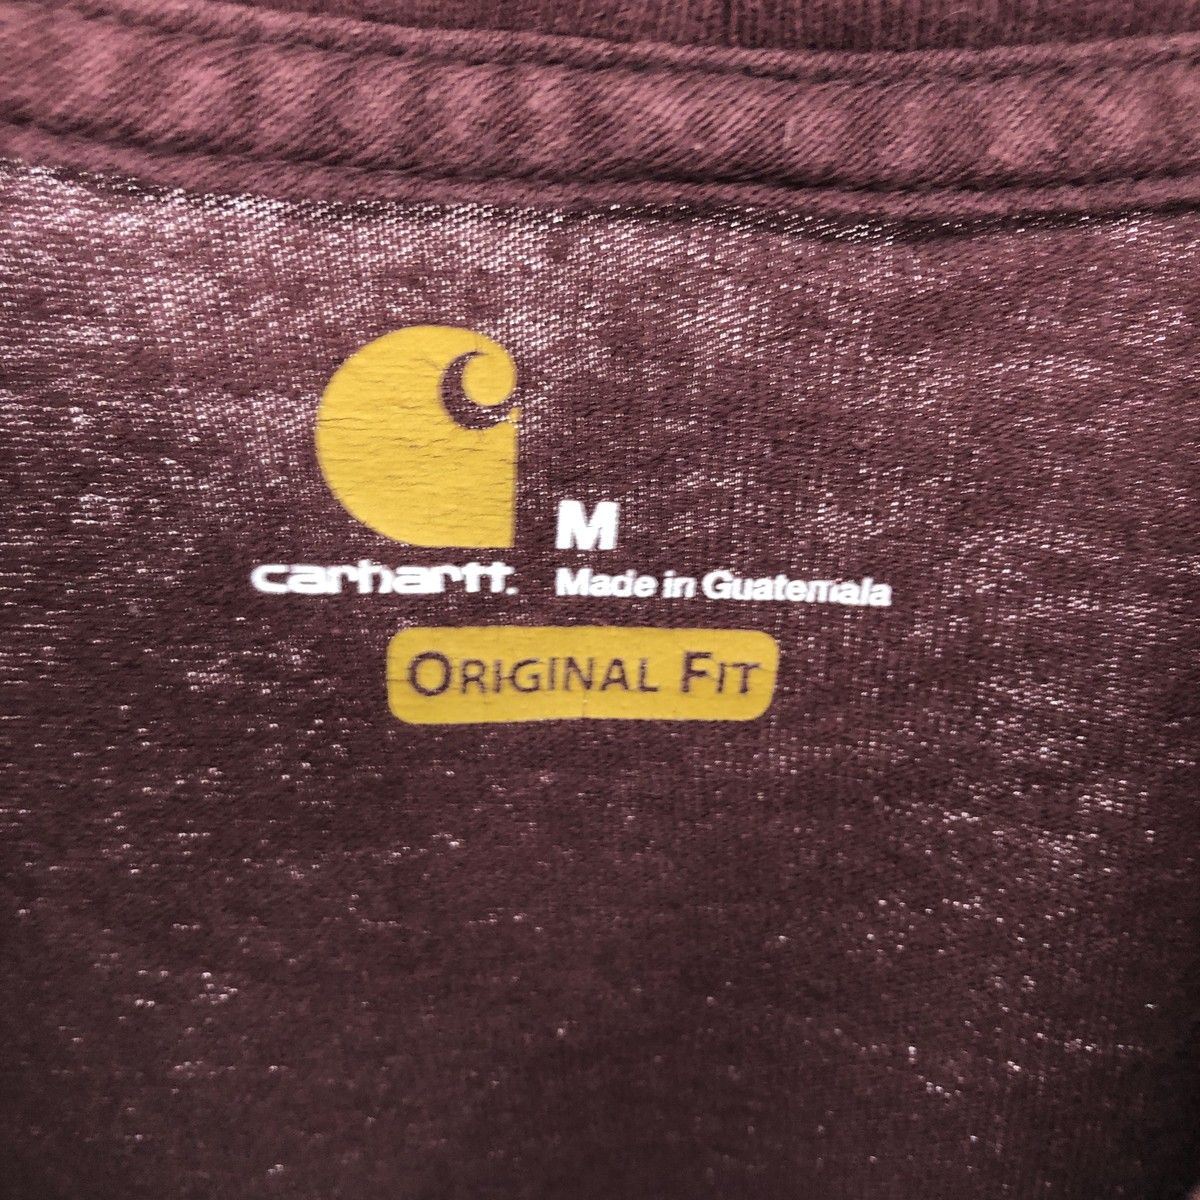 M
carhartt. Made in Guatemala
ORIGINAL FIT